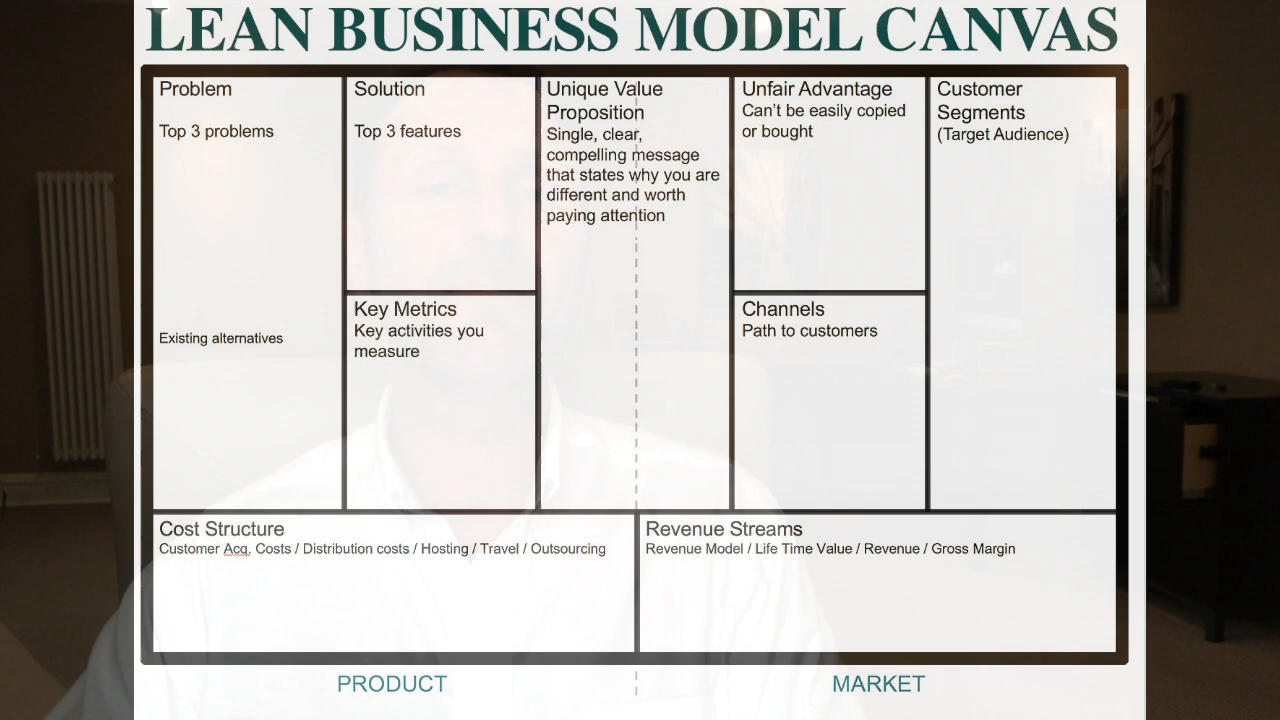 LEAN BUSINESS MODEL CANVAS
Problem
Top 3 problems
Existing alternatives
Solution
Top 3 features
Key Metrics
Key activities you
measure
Unique Value
Proposition
Single, clear,
compelling message
that states why you are
different and worth
paying attention
Unfair Advantage
Can't be easily copied
or bought
Channels
Path to customers
Customer
Segments
(Target Audience)
Cost Structure
Customer Acq. Costs / Distribution costs / Hosting / Travel / Outsourcing
Revenue Streams
Revenue Model / Life Time Value / Revenue / Gross Margin
PRODUCT
MARKET